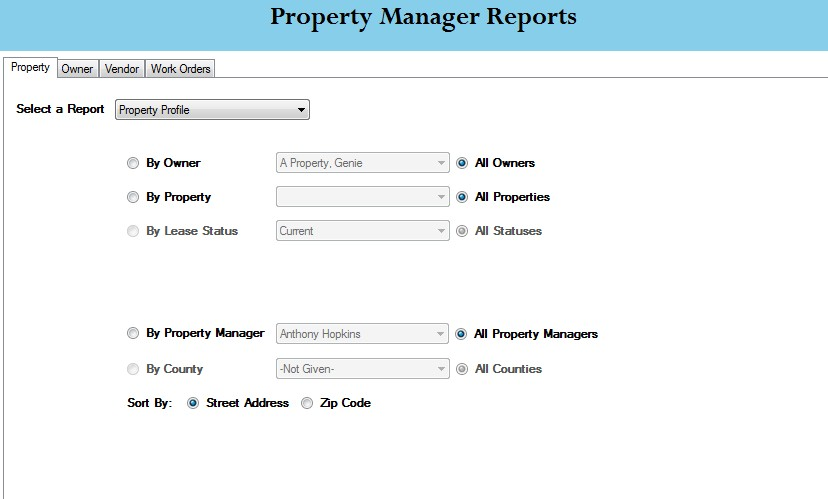 Property Manager Reports
Property Owner Vendor Work Orders
Select a Report Property Profile
By Owner A Property, Genie All Owners
By Property All Properties
By Lease Status Current All Statuses
By Property Manager Anthony Hopkins All Property Managers
By County -Not Given- All Counties
Sort By: Street Address Zip Code